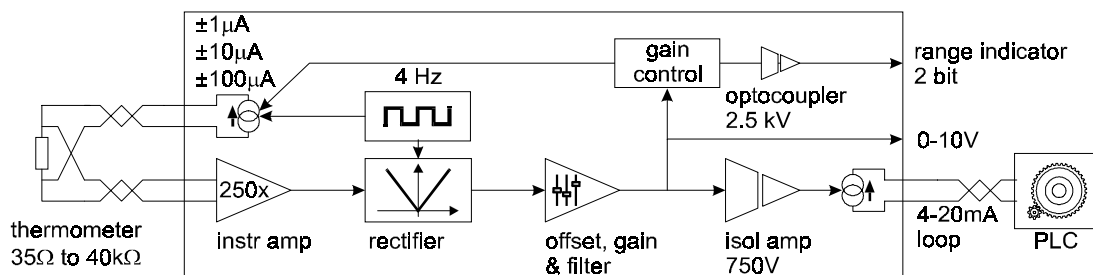 ±1μA
±10μA
±100μA
4 Hz
gain
control
optocoupler
2.5 kV
range indicator
2 bit
0-10V
250x
thermometer
35Ω to 40kΩ
instr amp
rectifier
offset, gain
& filter
isol amp
750V
4-20mA
loop
PLC